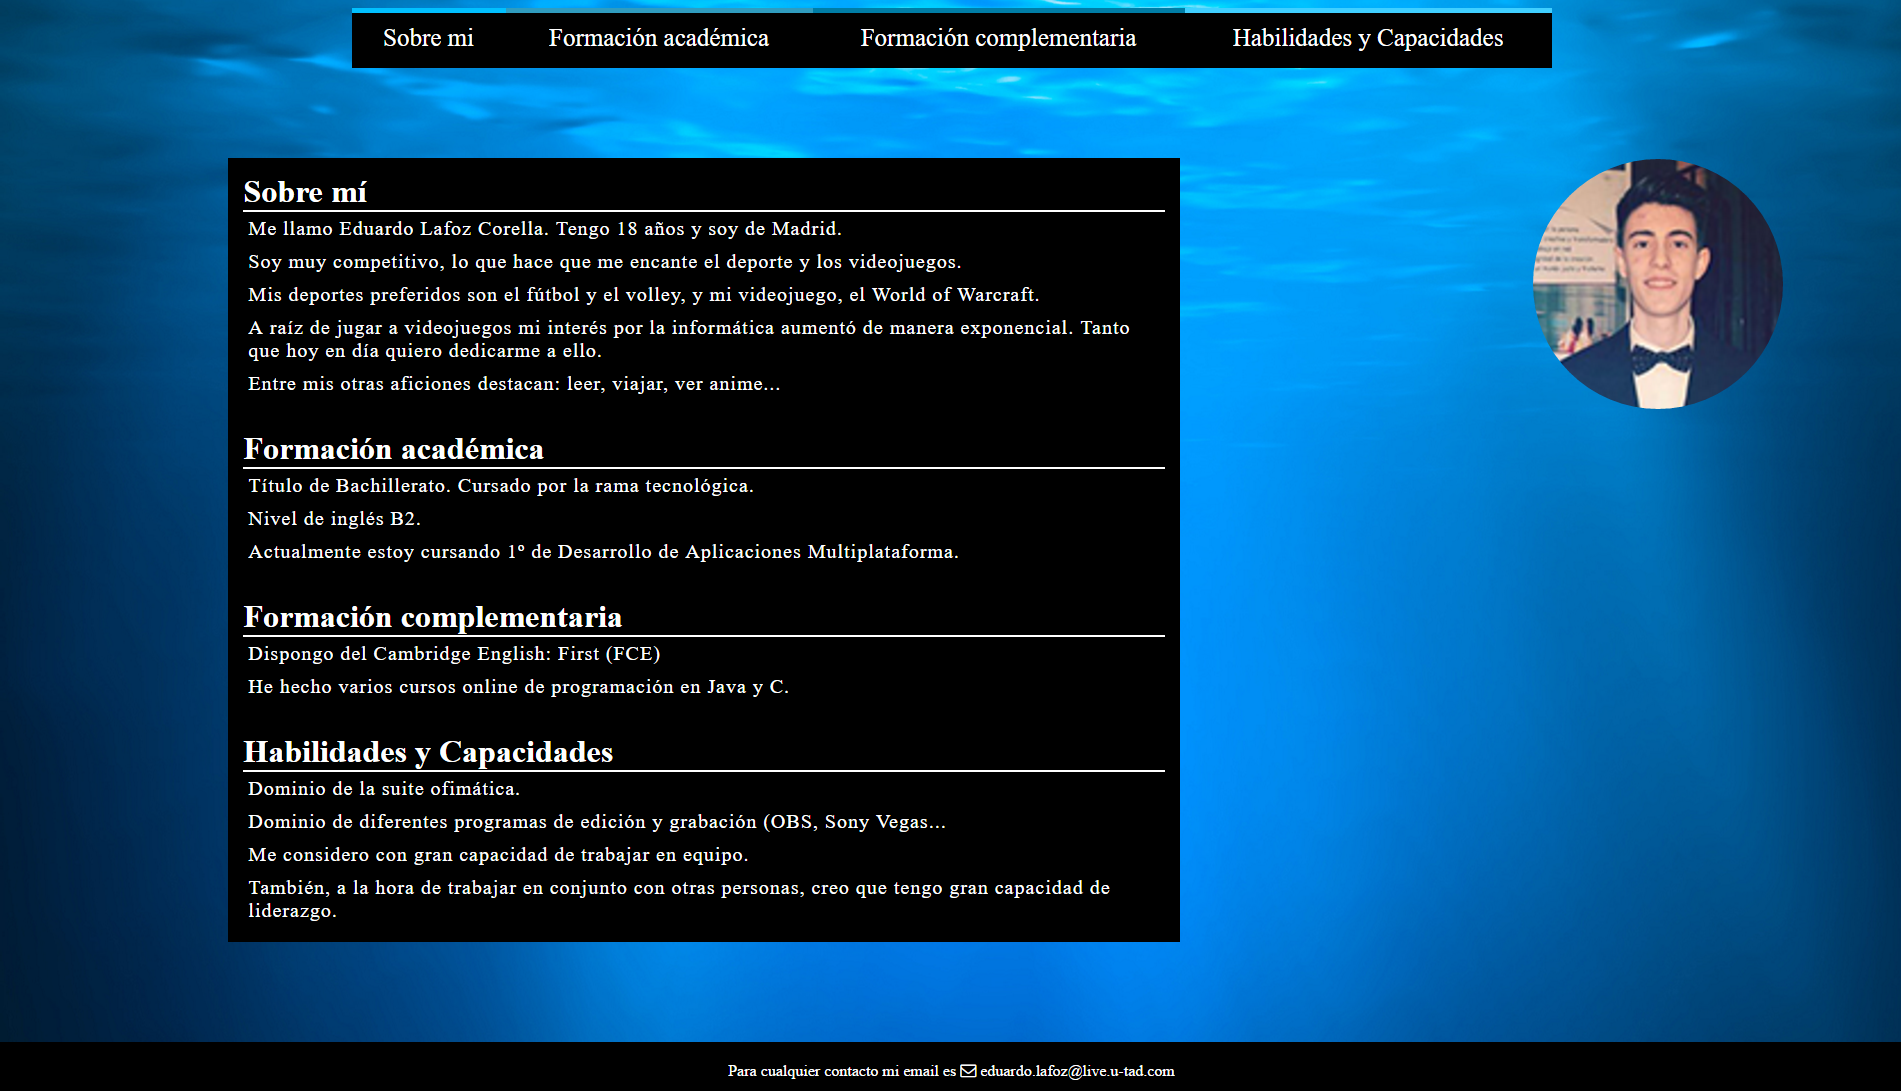 Sobre mi
Formación académica
Formación complementaria
Habilidades y Capacidades
Sobre mí
Me llamo Eduardo Lafoz Corella. Tengo 18 años y soy de Madrid.
Soy muy competitivo, lo que hace que me encante el deporte y los videojuegos.
Mis deportes preferidos son el fútbol y el volley, y mi videojuego, el World of Warcraft.
A raíz de jugar a videojuegos mi interés por la informática aumentó de manera exponencial. Tanto
que hoy en día quiero dedicarme a ello.
Entre mis otras aficiones destacan: leer, viajar, ver anime...
Formación académica
Título de Bachillerato. Cursado por la rama tecnológica.
Nivel de inglés B2.
Actualmente estoy cursando 1º de Desarrollo de Aplicaciones Multiplataforma.
Formación complementaria
Dispongo del Cambridge English: First (FCE)
He hecho varios cursos online de programación en Java y C.
Habilidades y Capacidades
Dominio de la suite ofimática.
Dominio de diferentes programas de edición y grabación (OBS, Sony Vegas...
Me considero con gran capacidad de trabajar en equipo.
También, a la hora de trabajar en conjunto con otras personas, creo que tengo gran capacidad de
liderazgo.
Para cualquier contacto mi email es eduardo.lafoz@live.u-tad.com